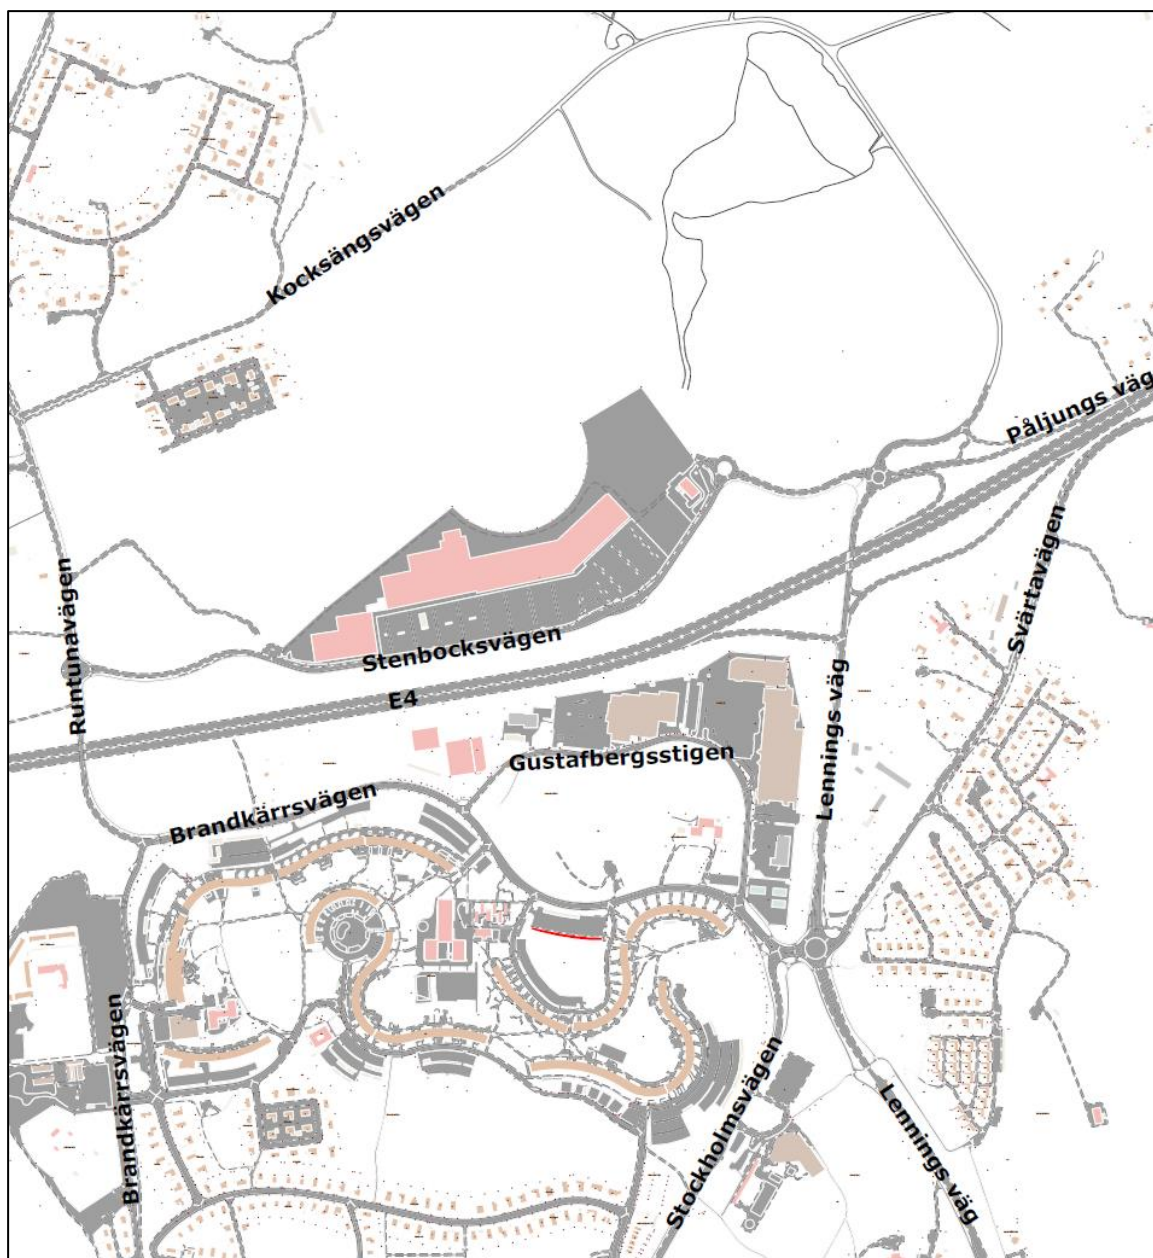 Kocksängsvägen
Påljungs väg
Svärtavägen
Runtunavägen
Stenbocksvägen
E4
Lennings väg
Gustafbergsstigen
Brandkärrsvägen
Brandkärrsvägen
Stockholmsvägen
Lennings väg